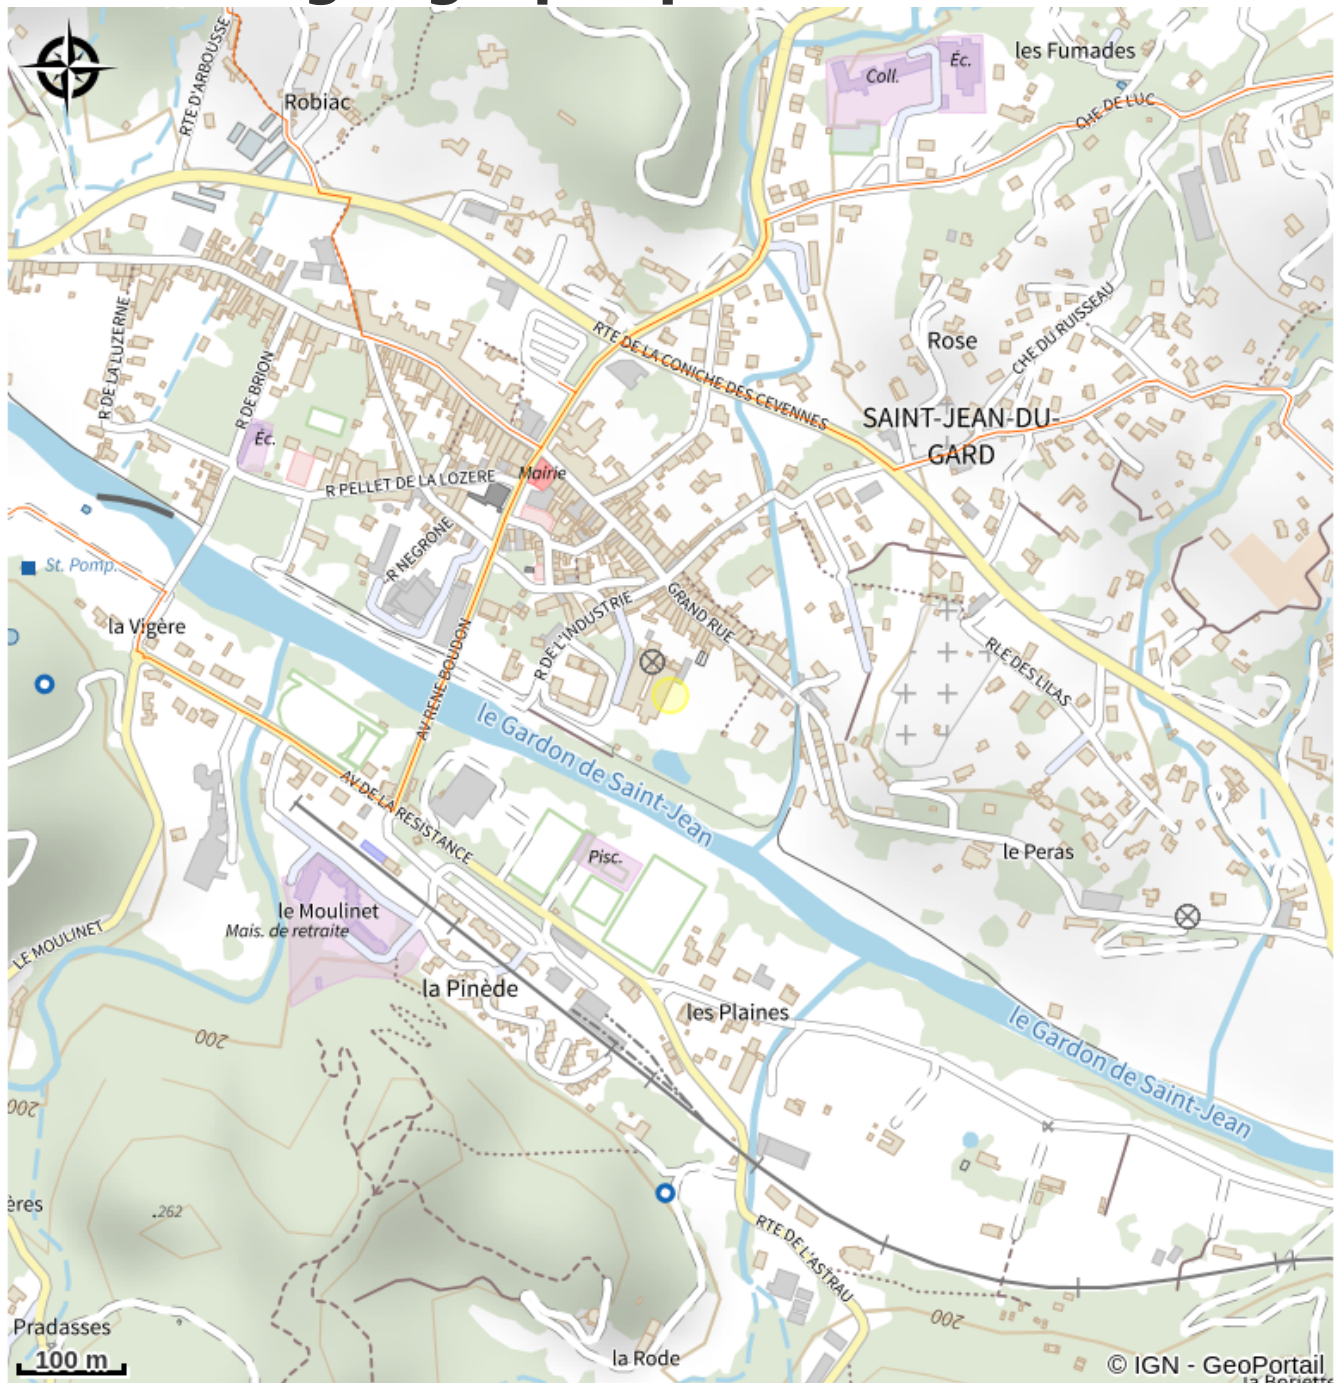 les Fumades
Éc.
Coll.
RTE D'ARBOUSSE
Robiac
CHE DE LUC
R DE LA LUZERNE
R DE BRION
RTE DE LA CONICHE DES CEVENNES
Rose
CHE DU RUISSEAU
SAINT-JEAN-DU-
GARD
Éc.
Mairie
R PELLET DE LA LOZERE
St. Pomp.
R NEGRONE
la Vigère
R DE L'INDUSTRIE
GRAND RUE
AV RENE BOUDON
RLE DES LILAS
le Gardon de Saint-Jean
AV DE LA RESISTANCE
Pisc.
le Peras
le Moulinet
Mais. de retraite
LE MOULINET
la Pinède
les Plaines
le Gardon de Saint-Jean
200
200
ères
.262
RTE DE L'ASTRAU
200
Pradasses
la Rode
100 m
© IGN - GeoPortail
la Boriette